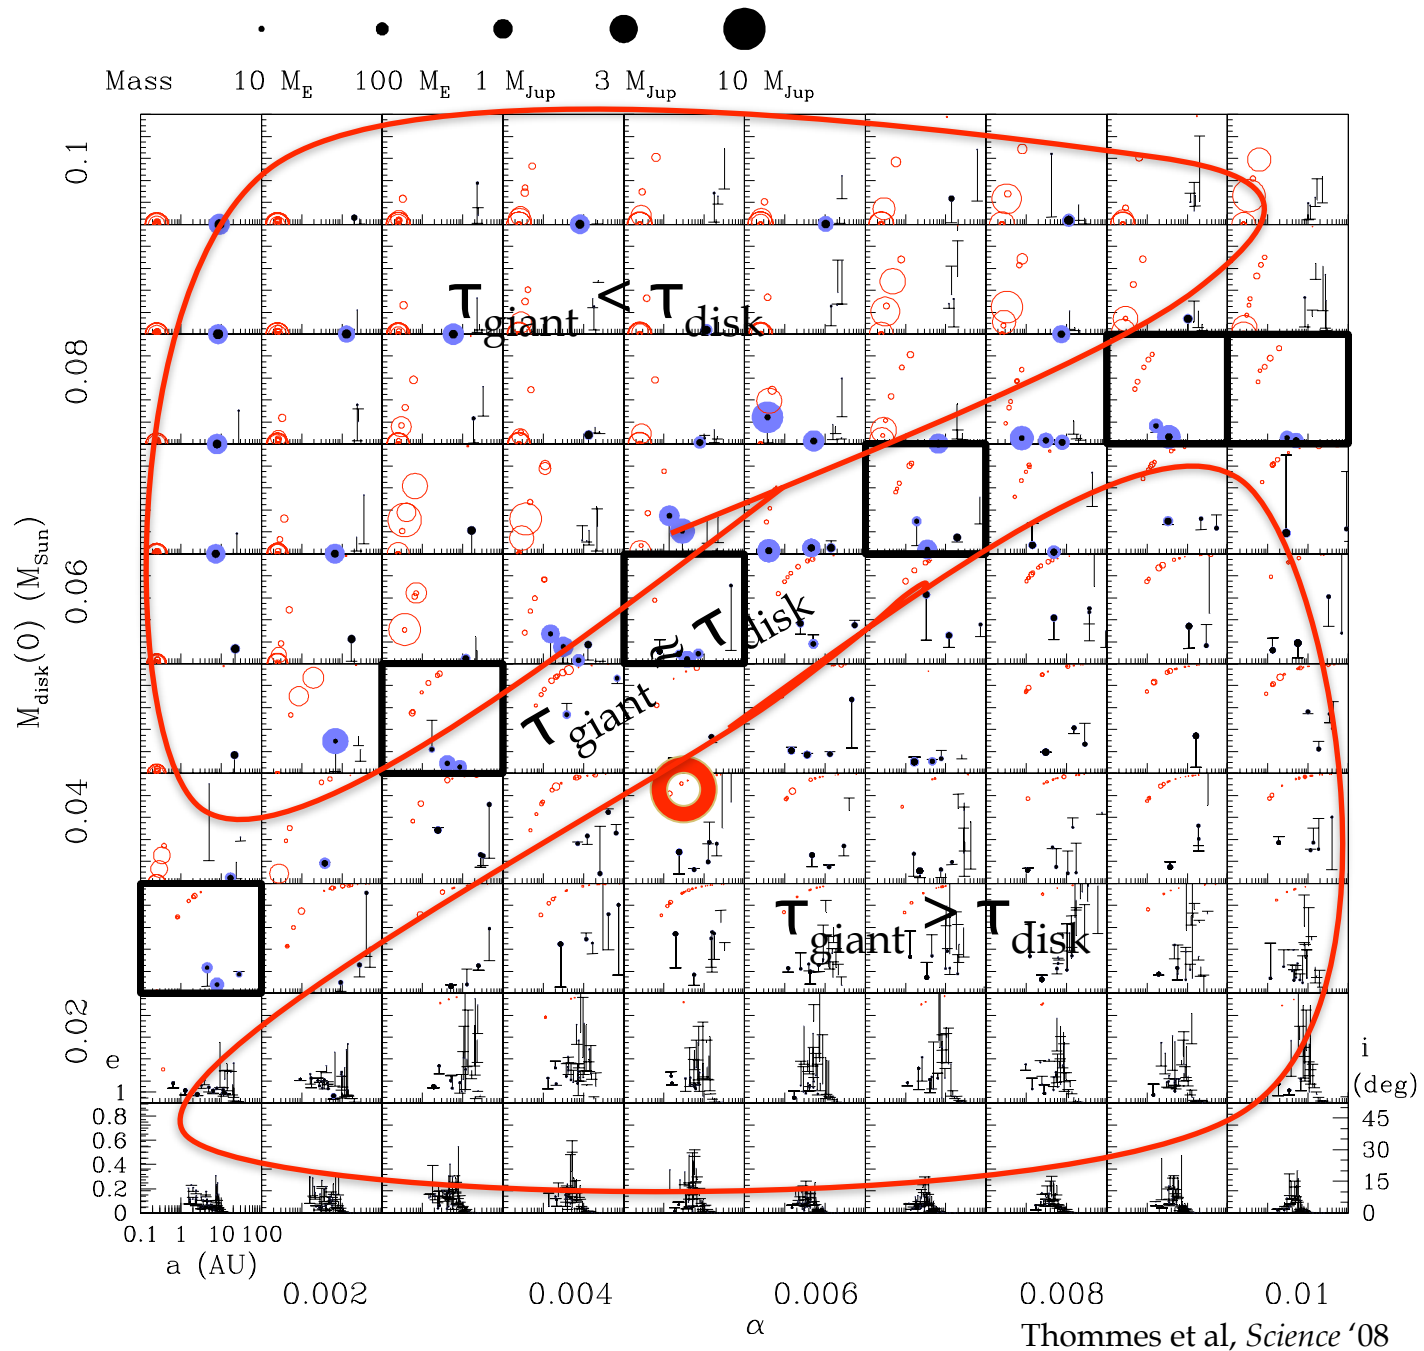 Mass 10 M_E 100 M_E 1 M_Jup 3 M_Jup 10 M_Jup
0.1
τ_giant < τ_disk
0.08
M_disk(0) (M_Sun)
0.06
τ_giant ≈ τ_disk
0.04
τ_giant > τ_disk
0.02
e
1
0.8
0.6
0.4
0.2
0
i
(deg)
45
30
15
0
0.1 1 10 100
a (AU)
0.002 0.004 0.006 0.008 0.01
α
Thommes et al, Science ‘08